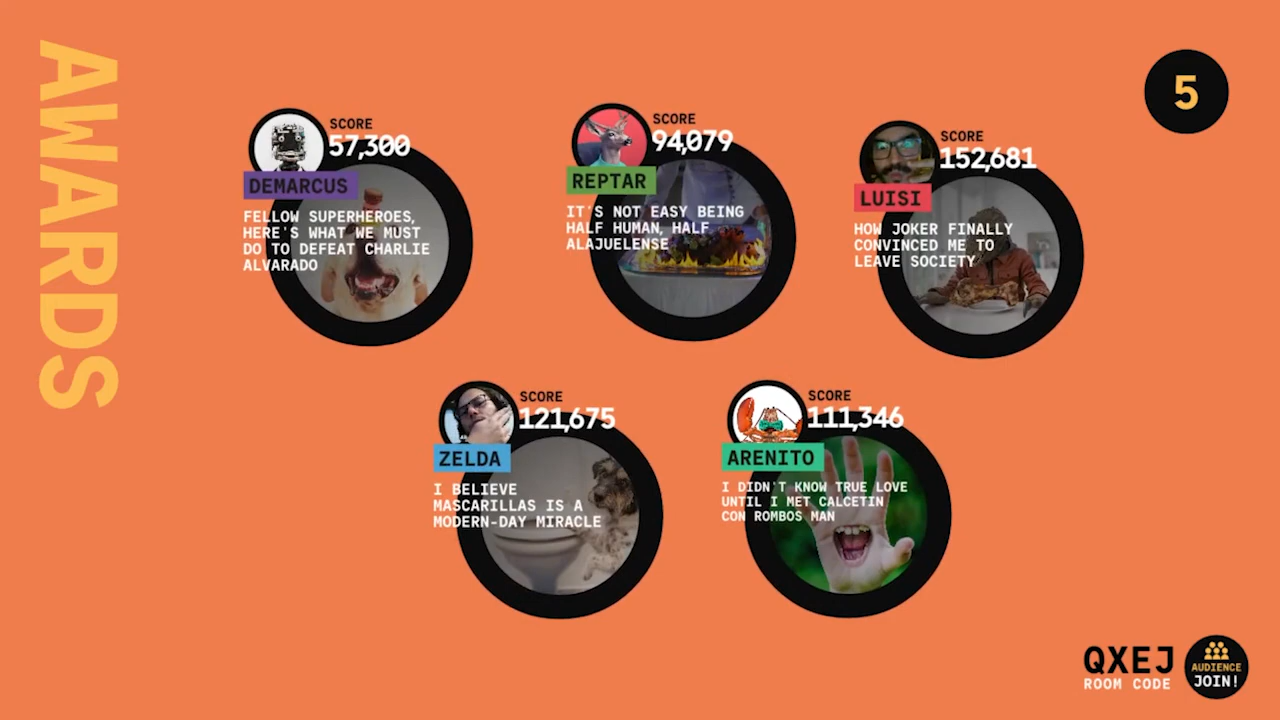 AWARDS
5
SCORE
57,300
DEMARCUS
FELLOW SUPERHEROES,
HERE'S WHAT WE MUST
DO TO DEFEAT CHARLIE
ALVARADO
SCORE
94,079
REPTAR
IT'S NOT EASY BEING
HALF HUMAN, HALF
ALAJUELENSE
SCORE
152,681
LUISI
HOW JOKER FINALLY
CONVINCED ME TO
LEAVE SOCIETY
SCORE
121,675
ZELDA
I BELIEVE
MASCARILLAS IS A
MODERN-DAY MIRACLE
SCORE
111,346
ARENITO
I DIDN'T KNOW TRUE LOVE
UNTIL I MET CALCETIN
CON ROMBOS MAN
QXEJ
ROOM CODE
AUDIENCE
JOIN!